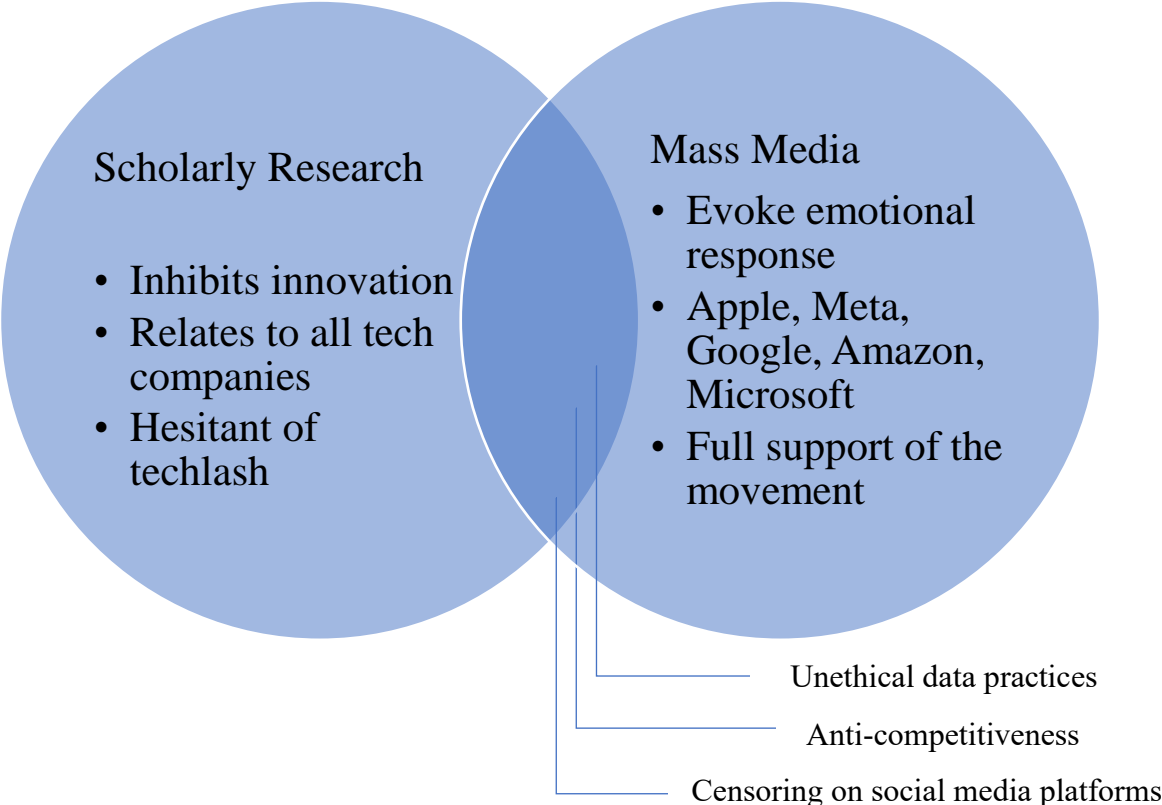 Scholarly Research
• Inhibits innovation
• Relates to all tech
companies
• Hesitant of
techlash
Mass Media
• Evoke emotional
response
• Apple, Meta,
Google, Amazon,
Microsoft
• Full support of the
movement
Unethical data practices
Anti-competitiveness
Censoring on social media platforms